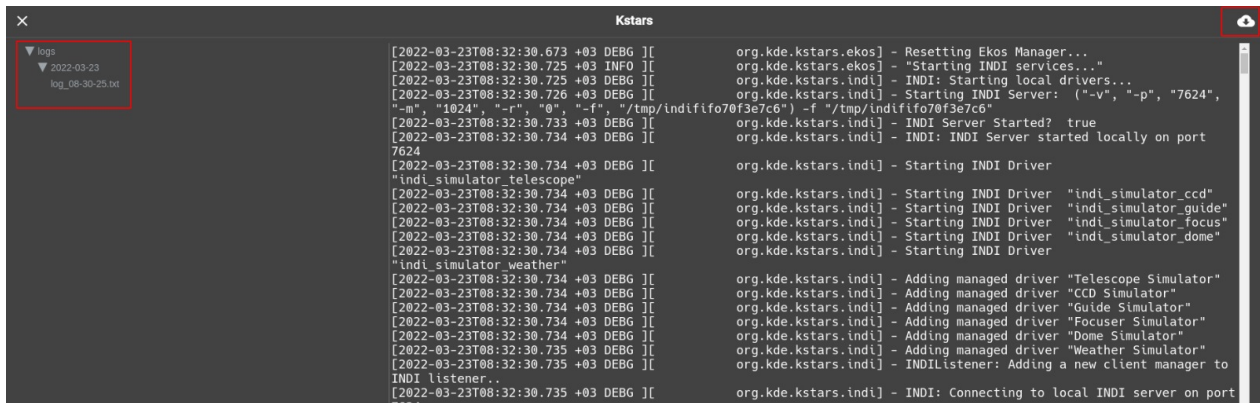 Kstars
logs
2022-03-23
log_08-30-25.txt
[2022-03-23T08:32:30.673 +03 DEBG ][ org.kde.kstars.ekos] - Resetting Ekos Manager...
[2022-03-23T08:32:30.725 +03 INFO ][ org.kde.kstars.ekos] - "Starting INDI services..."
[2022-03-23T08:32:30.725 +03 DEBG ][ org.kde.kstars.indi] - INDI: Starting local drivers...
[2022-03-23T08:32:30.726 +03 DEBG ][ org.kde.kstars.indi] - Starting INDI Server: ("-v", "-p", "7624",
"-m", "1024", "-r", "0", "-f", "/tmp/indififo70f3e7c6") -f "/tmp/indififo70f3e7c6"
[2022-03-23T08:32:30.733 +03 DEBG ][ org.kde.kstars.indi] - INDI Server Started? true
[2022-03-23T08:32:30.734 +03 DEBG ][ org.kde.kstars.indi] - INDI: INDI Server started locally on port
7624
[2022-03-23T08:32:30.734 +03 DEBG ][ org.kde.kstars.indi] - Starting INDI Driver
"indi_simulator_telescope"
[2022-03-23T08:32:30.734 +03 DEBG ][ org.kde.kstars.indi] - Starting INDI Driver "indi_simulator_ccd"
[2022-03-23T08:32:30.734 +03 DEBG ][ org.kde.kstars.indi] - Starting INDI Driver "indi_simulator_guide"
[2022-03-23T08:32:30.734 +03 DEBG ][ org.kde.kstars.indi] - Starting INDI Driver "indi_simulator_focus"
[2022-03-23T08:32:30.734 +03 DEBG ][ org.kde.kstars.indi] - Starting INDI Driver "indi_simulator_dome"
[2022-03-23T08:32:30.734 +03 DEBG ][ org.kde.kstars.indi] - Starting INDI Driver
"indi_simulator_weather"
[2022-03-23T08:32:30.734 +03 DEBG ][ org.kde.kstars.indi] - Adding managed driver "Telescope Simulator"
[2022-03-23T08:32:30.734 +03 DEBG ][ org.kde.kstars.indi] - Adding managed driver "CCD Simulator"
[2022-03-23T08:32:30.734 +03 DEBG ][ org.kde.kstars.indi] - Adding managed driver "Guide Simulator"
[2022-03-23T08:32:30.734 +03 DEBG ][ org.kde.kstars.indi] - Adding managed driver "Focuser Simulator"
[2022-03-23T08:32:30.734 +03 DEBG ][ org.kde.kstars.indi] - Adding managed driver "Dome Simulator"
[2022-03-23T08:32:30.735 +03 DEBG ][ org.kde.kstars.indi] - Adding managed driver "Weather Simulator"
[2022-03-23T08:32:30.735 +03 DEBG ][ org.kde.kstars.indi] - INDIListener: Adding a new client manager to
INDI listener..
[2022-03-23T08:32:30.735 +03 DEBG ][ org.kde.kstars.indi] - INDI: Connecting to local INDI server on port